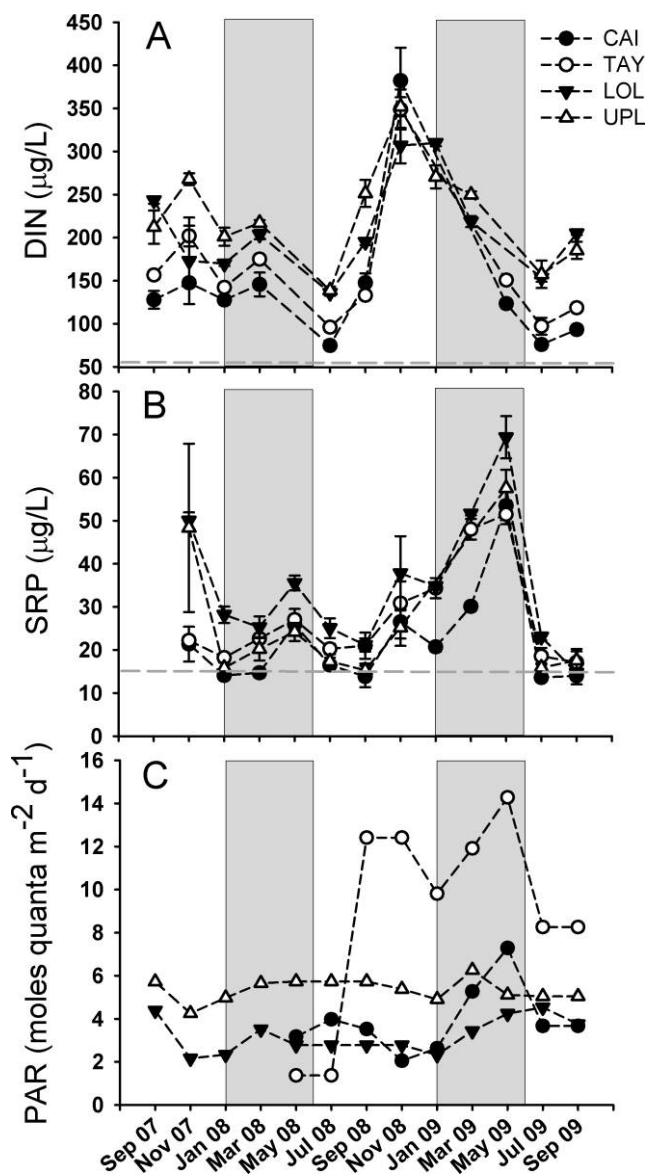 A
CAI
TAY
LOL
UPL
DIN (µg/L)
450
400
350
300
250
200
150
100
50
B
SRP (µg/L)
80
70
60
50
40
30
20
10
0
C
PAR (moles quanta m⁻² d⁻¹)
16
14
12
10
8
6
4
2
0
Sep 07
Nov 07
Jan 08
Mar 08
May 08
Jul 08
Sep 08
Nov 08
Jan 09
Mar 09
May 09
Jul 09
Sep 09